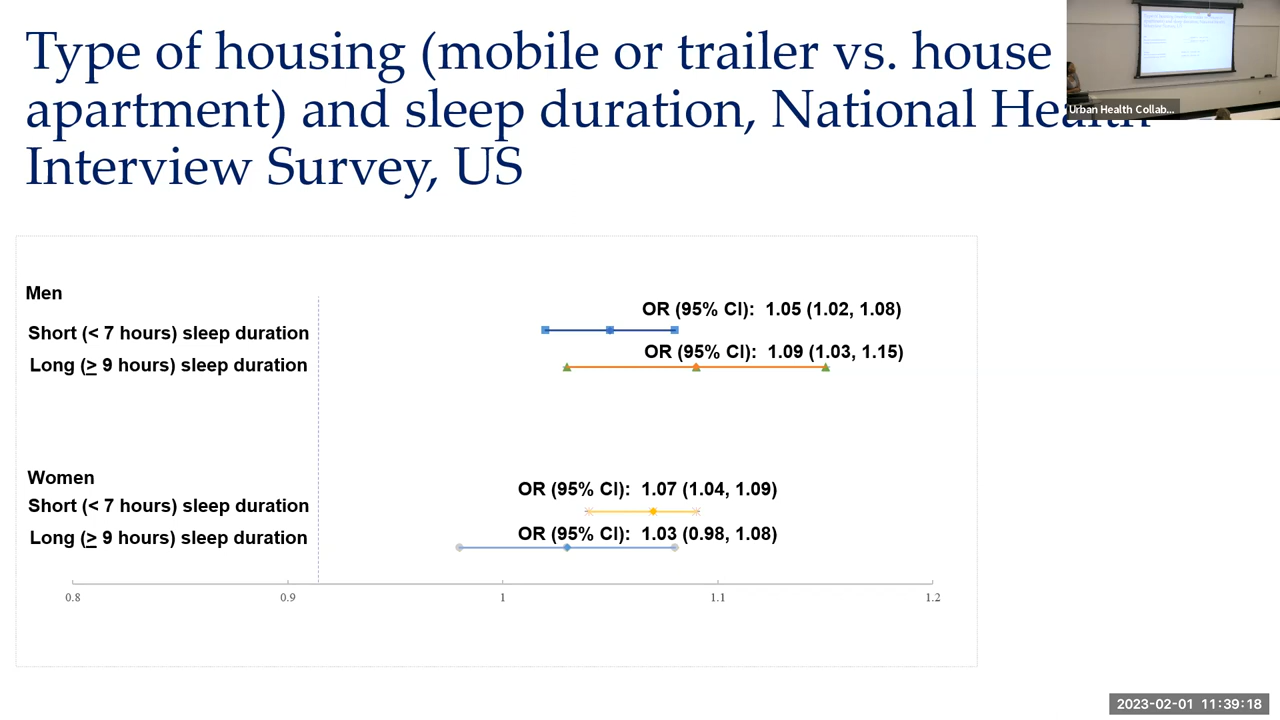 Type of housing (mobile or trailer vs. house
apartment) and sleep duration, National Health
Interview Survey, US
Urban Health Collab...
Men
OR (95% CI): 1.05 (1.02, 1.08)
Short (< 7 hours) sleep duration
OR (95% CI): 1.09 (1.03, 1.15)
Long (≥ 9 hours) sleep duration
Women
OR (95% CI): 1.07 (1.04, 1.09)
Short (< 7 hours) sleep duration
OR (95% CI): 1.03 (0.98, 1.08)
Long (≥ 9 hours) sleep duration
0.8 0.9 1 1.1 1.2
2023-02-01 11:39:18